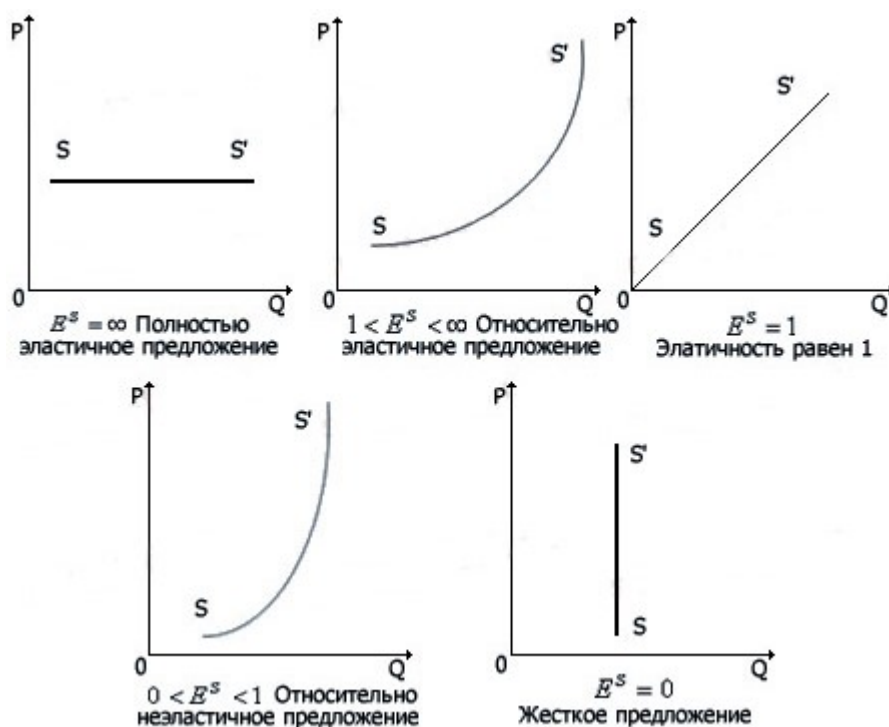 P
S S'
0 Q
E^S = ∞ Полностью
эластичное предложение
P
S'
S
0 Q
1 < E^S < ∞ Относительно
эластичное предложение
P
S'
S
0 Q
E^S = 1
Элатичность равен 1
P
S'
S
0 Q
0 < E^S < 1 Относительно
неэластичное предложение
P
S'
S
0 Q
E^S = 0
Жесткое предложение